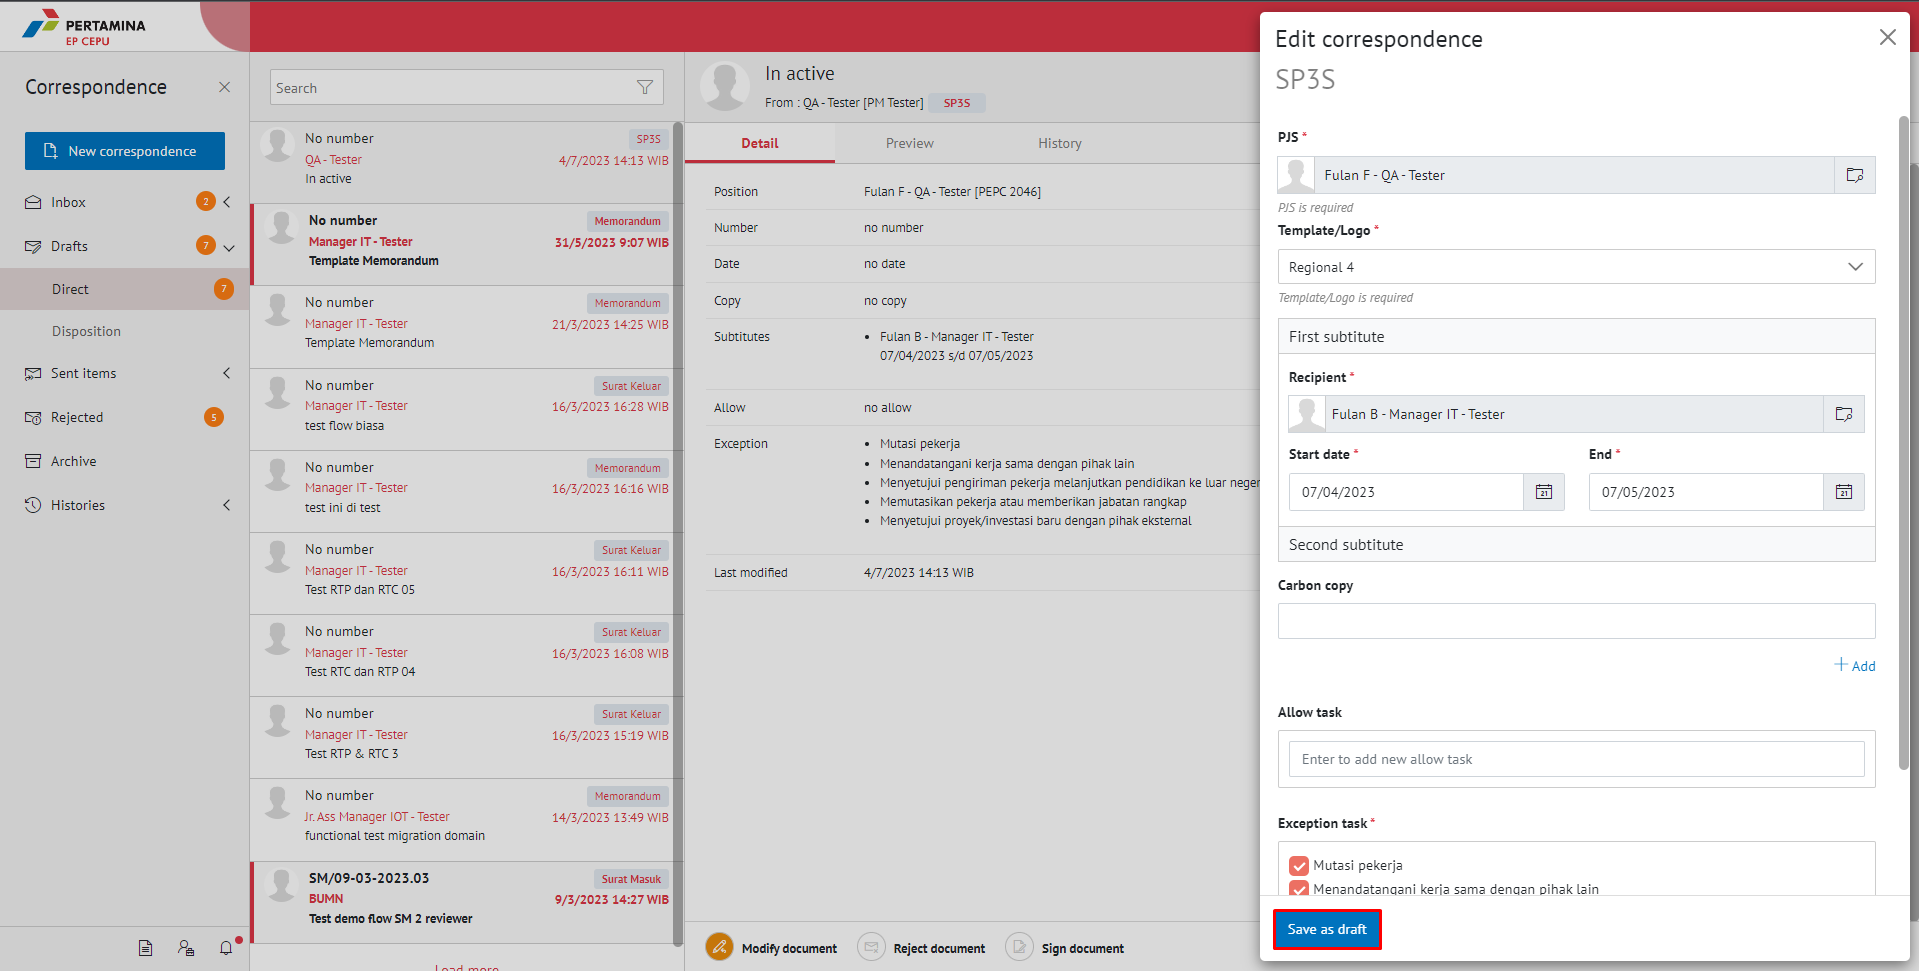 PERTAMINA
EP CEPU
Correspondence
New correspondence
Inbox
2
Drafts
7
Direct
7
Disposition
Sent items
Rejected
5
Archive
Histories
Search
No number
SP3S
QA - Tester
4/7/2023 14:13 WIB
In active
No number
Memorandum
Manager IT - Tester
31/5/2023 9:07 WIB
Template Memorandum
No number
Memorandum
Manager IT - Tester
21/3/2023 14:25 WIB
Template Memorandum
No number
Surat Keluar
Manager IT - Tester
16/3/2023 16:28 WIB
test flow biasa
No number
Memorandum
Manager IT - Tester
16/3/2023 16:16 WIB
test ini di test
No number
Surat Keluar
Manager IT - Tester
16/3/2023 16:11 WIB
Test RTP dan RTC 05
No number
Surat Keluar
Manager IT - Tester
16/3/2023 16:08 WIB
Test RTC dan RTP 04
No number
Surat Keluar
Manager IT - Tester
16/3/2023 15:19 WIB
Test RTP & RTC 3
No number
Memorandum
Jr. Ass Manager IOT - Tester
14/3/2023 13:49 WIB
functional test migration domain
SM/09-03-2023.03
Surat Masuk
BUMN
9/3/2023 14:27 WIB
Test demo flow SM 2 reviewer
Load more
In active
From : QA - Tester [PM Tester]
SP3S
Detail
Preview
History
Position
Fulan F - QA - Tester [PEPC 2046]
Number
no number
Date
no date
Copy
no copy
Subtitutes
Fulan B - Manager IT - Tester
07/04/2023 s/d 07/05/2023
Allow
no allow
Exception
Mutasi pekerja
Menandatangani kerja sama dengan pihak lain
Menyetujui pengiriman pekerja melanjutkan pendidikan ke luar neger
Memutasikan pekerja atau memberikan jabatan rangkap
Menyetujui proyek/investasi baru dengan pihak eksternal
Last modified
4/7/2023 14:13 WIB
Modify document
Reject document
Sign document
Edit correspondence
SP3S
PJS *
Fulan F - QA - Tester
PJS is required
Template/Logo *
Regional 4
Template/Logo is required
First subtitute
Recipient *
Fulan B - Manager IT - Tester
Start date *
End *
07/04/2023
21
07/05/2023
21
Second subtitute
Carbon copy
+ Add
Allow task
Enter to add new allow task
Exception task *
Mutasi pekerja
Menandatangani kerja sama dengan pihak lain
Save as draft